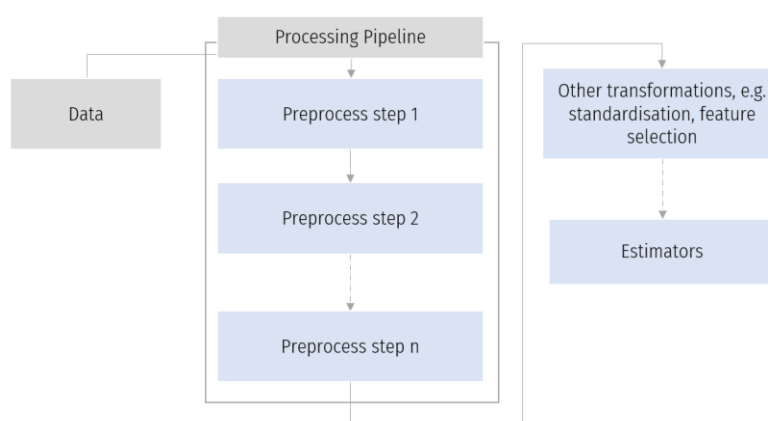 Processing Pipeline
Data
Preprocess step 1
Preprocess step 2
Preprocess step n
Other transformations, e.g.
standardisation, feature
selection
Estimators